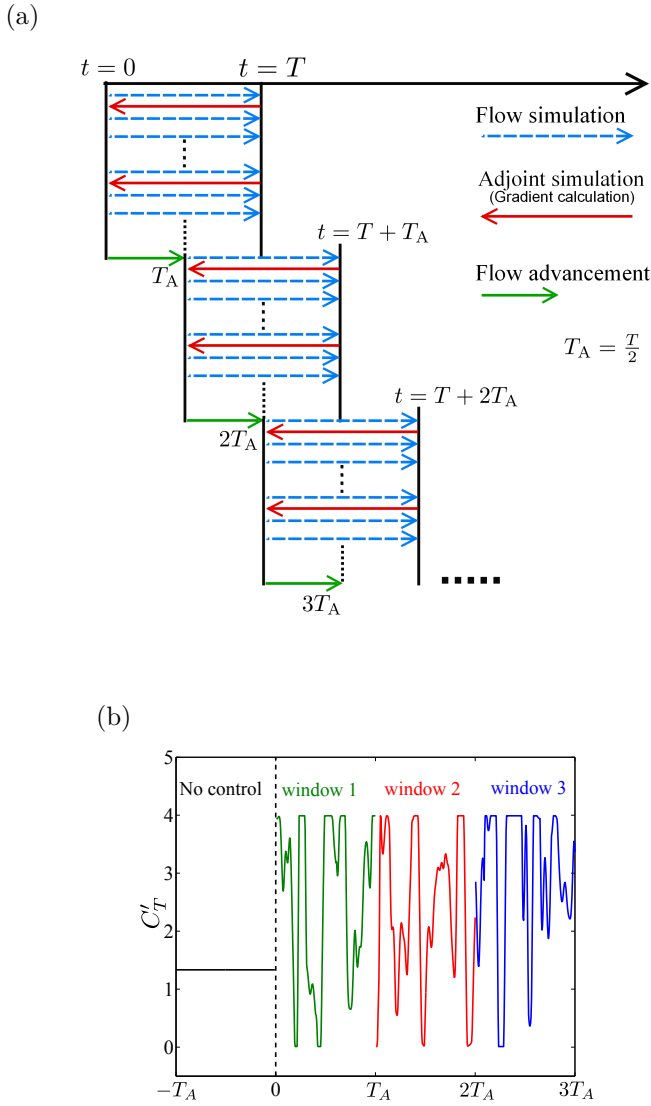 (a)
t = 0
t = T
Flow simulation
Adjoint simulation
(Gradient calculation)
t = T + T_A
T_A
Flow advancement
T_A = T/2
t = T + 2T_A
2T_A
3T_A
(b)
5
No control
window 1
window 2
window 3
4
3
C'_T
2
1
0
−T_A
0
T_A
2T_A
3T_A